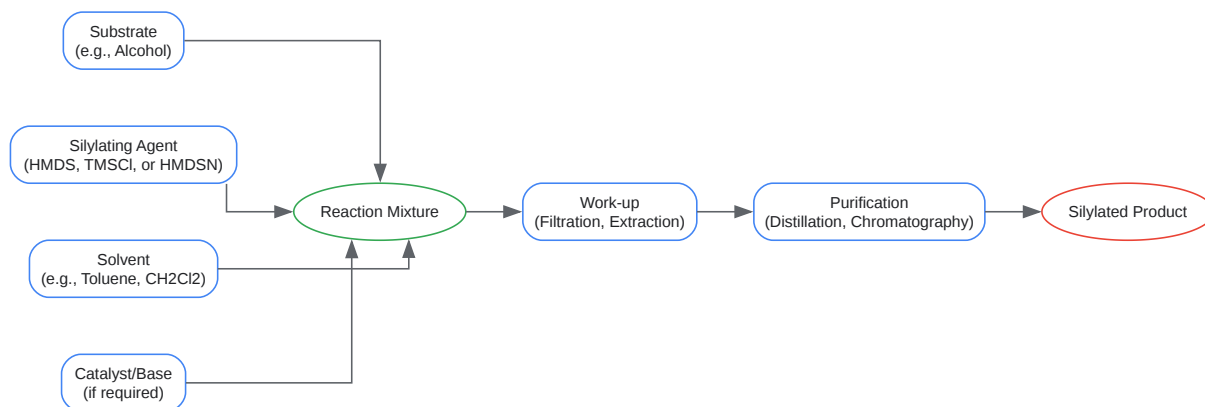 Substrate
(e.g., Alcohol)
Silylating Agent
(HMDS, TMSCl, or HMDSN)
Solvent
(e.g., Toluene, CH2Cl2)
Catalyst/Base
(if required)
Reaction Mixture
Work-up
(Filtration, Extraction)
Purification
(Distillation, Chromatography)
Silylated Product